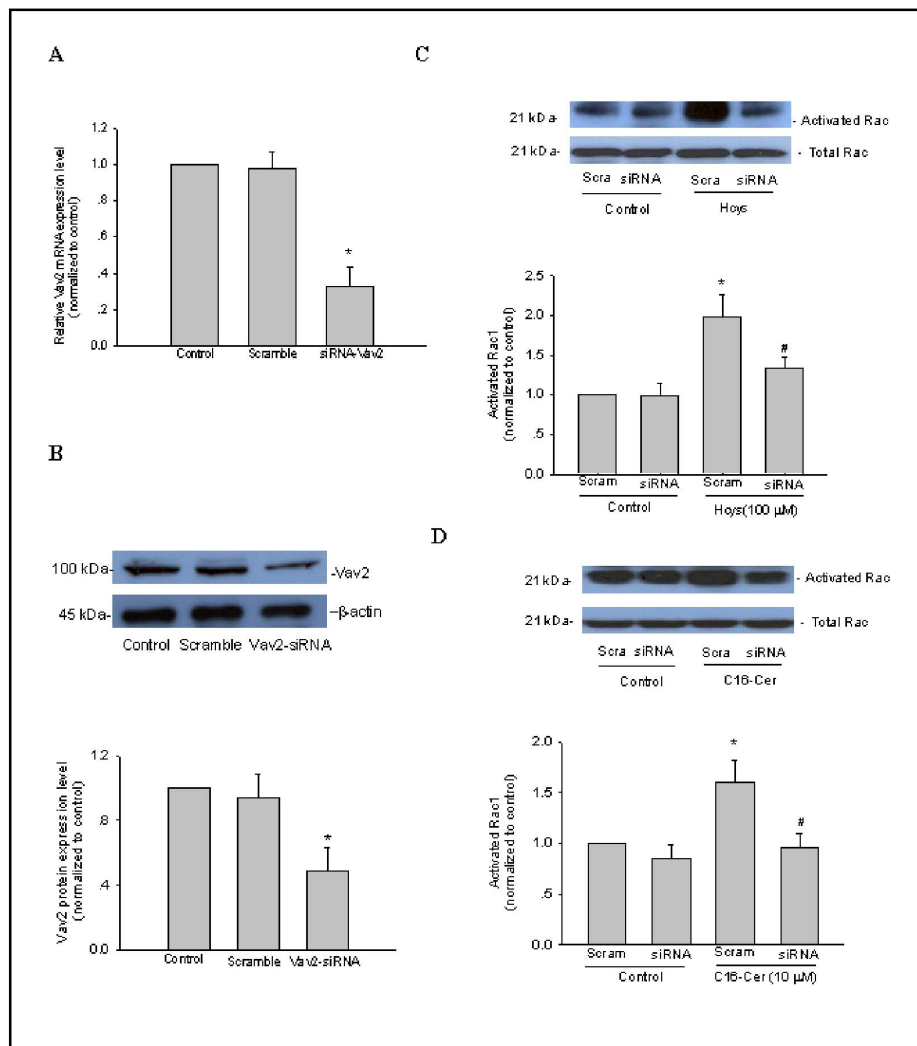 A
Relative Vav2 mRNA expression level
(normalized to control)
1.2
1.0
.8
.6
.4
.2
0.0
*
Control Scramble siRNA-Vav2
B
100 kDa- -Vav2
45 kDa- -β-actin
Control Scramble Vav2-siRNA
Vav2 protein expression level
(normalized to control)
1.2
.8
.4
0.0
*
Control Scramble Vav2-siRNA
C
21 kDa- - Activated Rac
21 kDa- - Total Rac
Scra siRNA Scra siRNA
Control Hcys
Activated Rac1
(normalized to control)
2.5
2.0
1.5
1.0
.5
0.0
*
#
Scram siRNA Scram siRNA
Control Hcys(100 μM)
D
21 kDa- - Activated Rac
21 kDa- - Total Rac
Scra siRNA Scra siRNA
Control C16-Cer
Activated Rac1
(normalized to control)
2.0
1.5
1.0
.5
0.0
*
#
Scram siRNA Scram siRNA
Control C16-Cer (10 μM)